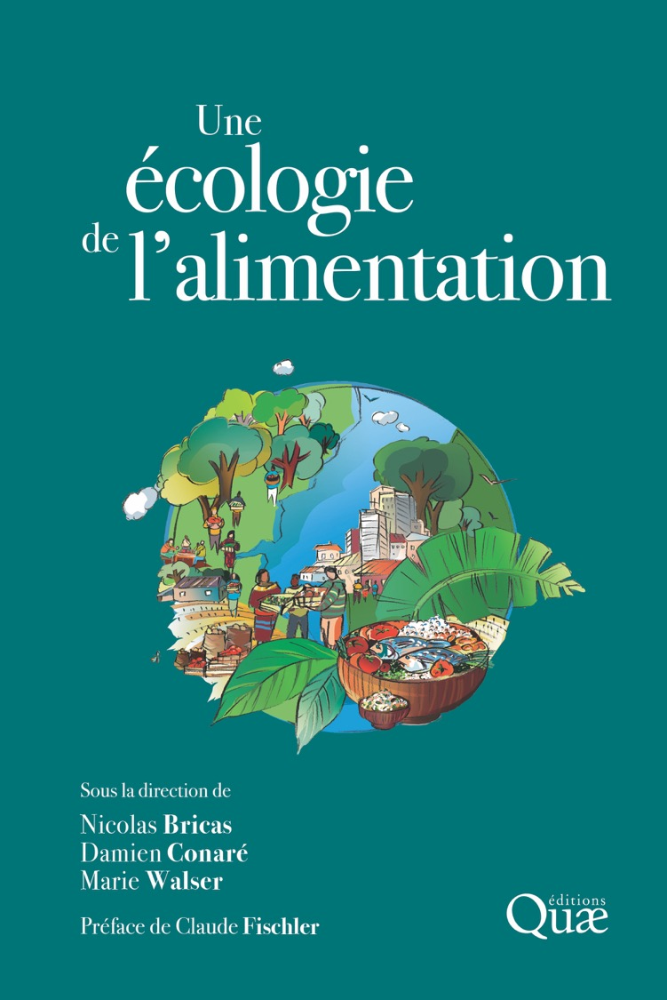 Une
écologie
de l'alimentation
Sous la direction de
Nicolas Bricas
Damien Conaré
Marie Walser
Préface de Claude Fischler
éditions
Quæ